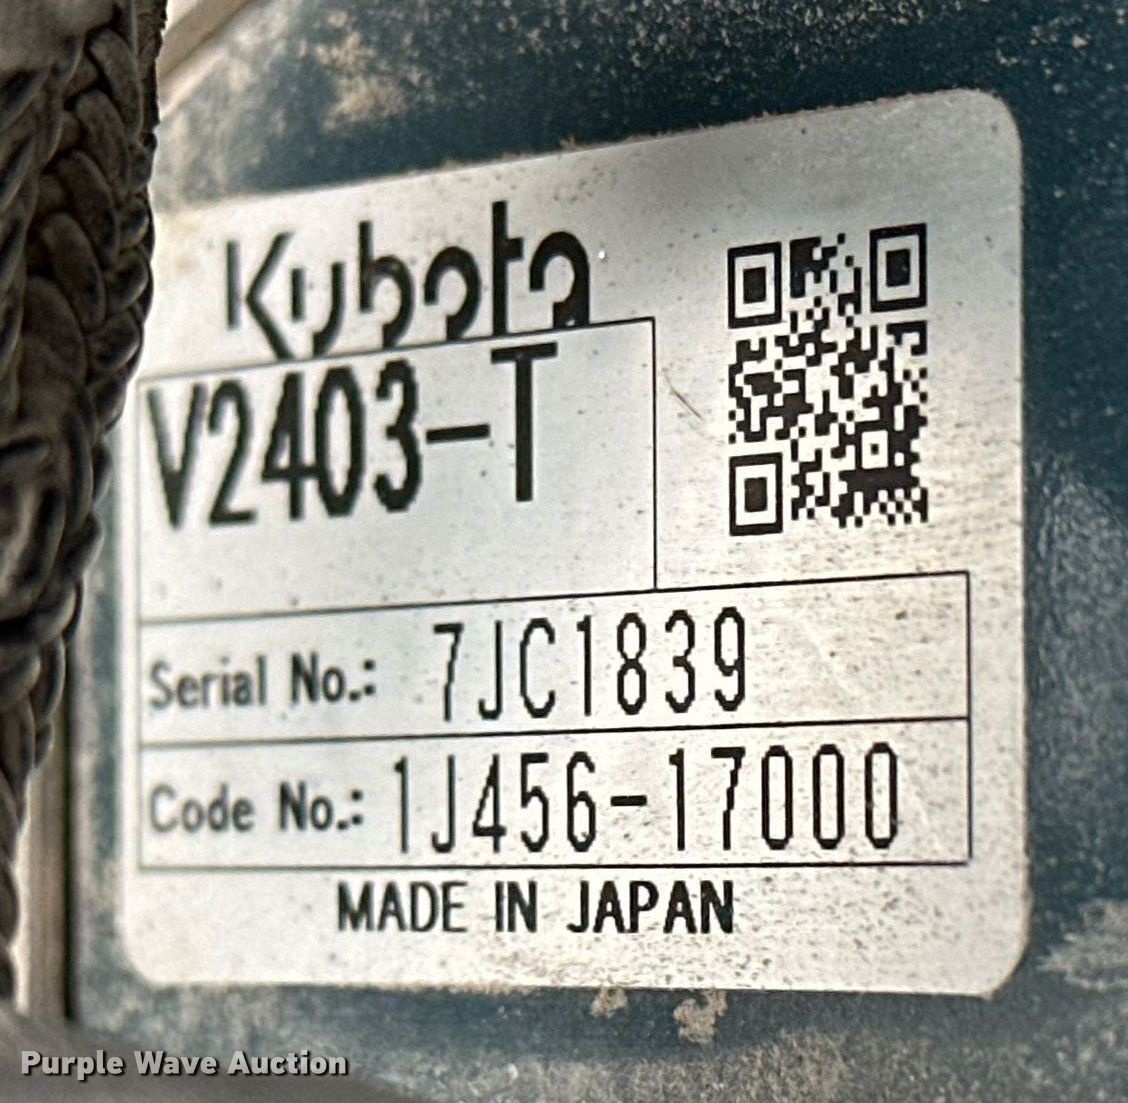 Kubota
V2403-T
Serial No.: 7JC1839
Code No.: 1J456-17000
MADE IN JAPAN
Purple Wave Auction